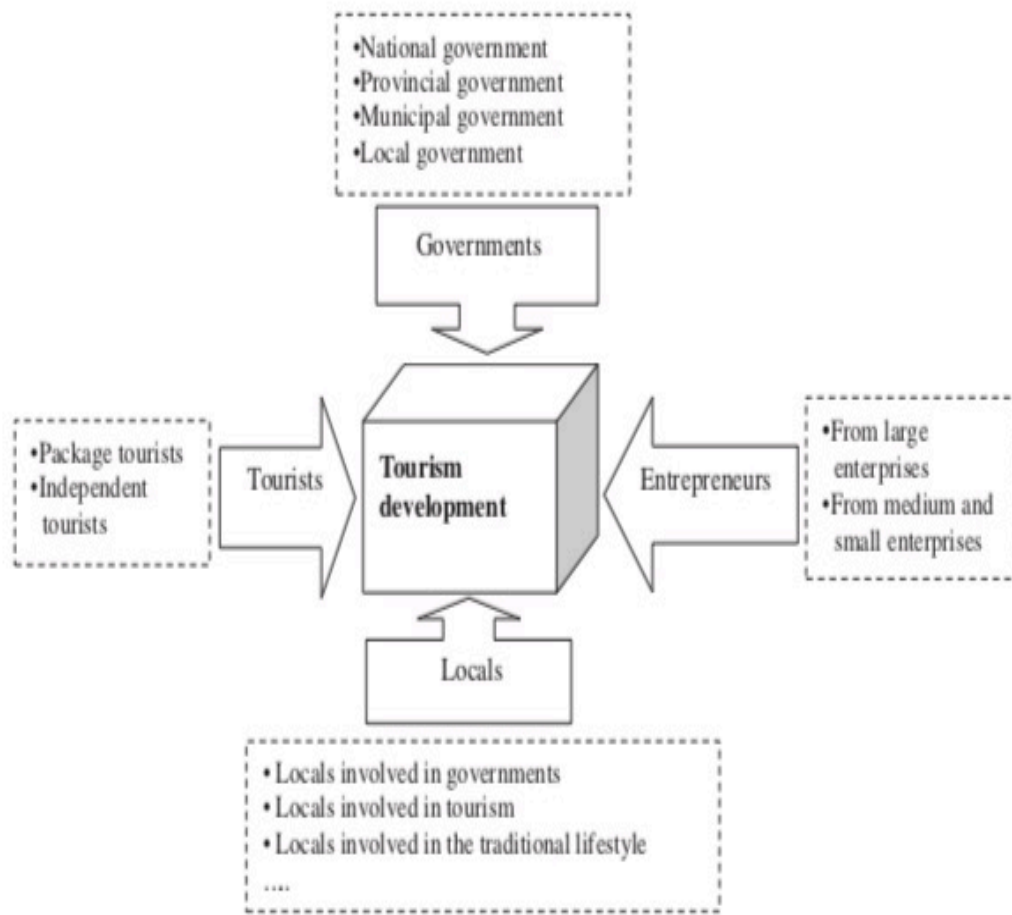 •National government
•Provincial government
•Municipal government
•Local government
Governments
•Package tourists
•Independent
tourists
Tourists
Tourism
development
Entrepreneurs
•From large
enterprises
•From medium and
small enterprises
Locals
• Locals involved in governments
• Locals involved in tourism
• Locals involved in the traditional lifestyle
.....